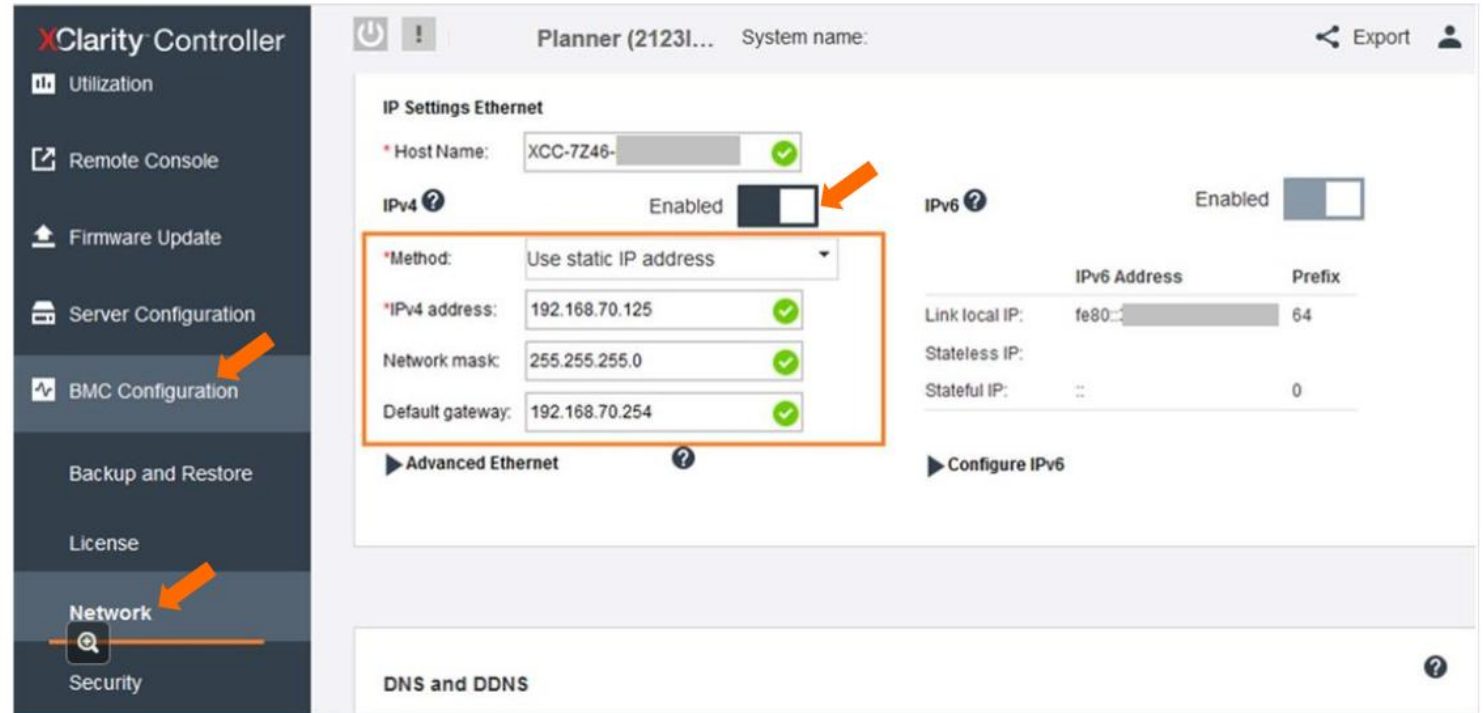 XClarity Controller
Utilization
Remote Console
Firmware Update
Server Configuration
BMC Configuration
Backup and Restore
License
Network
Security
! Planner (2123I... System name: Export
IP Settings Ethernet
* Host Name: XCC-7Z46-
IPv4 ? Enabled
*Method: Use static IP address
*IPv4 address: 192.168.70.125
Network mask: 255.255.255.0
Default gateway: 192.168.70.254
Advanced Ethernet ?
IPv6 ? Enabled
IPv6 Address Prefix
Link local IP: fe80:: 64
Stateless IP:
Stateful IP: :: 0
Configure IPv6
DNS and DDNS ?